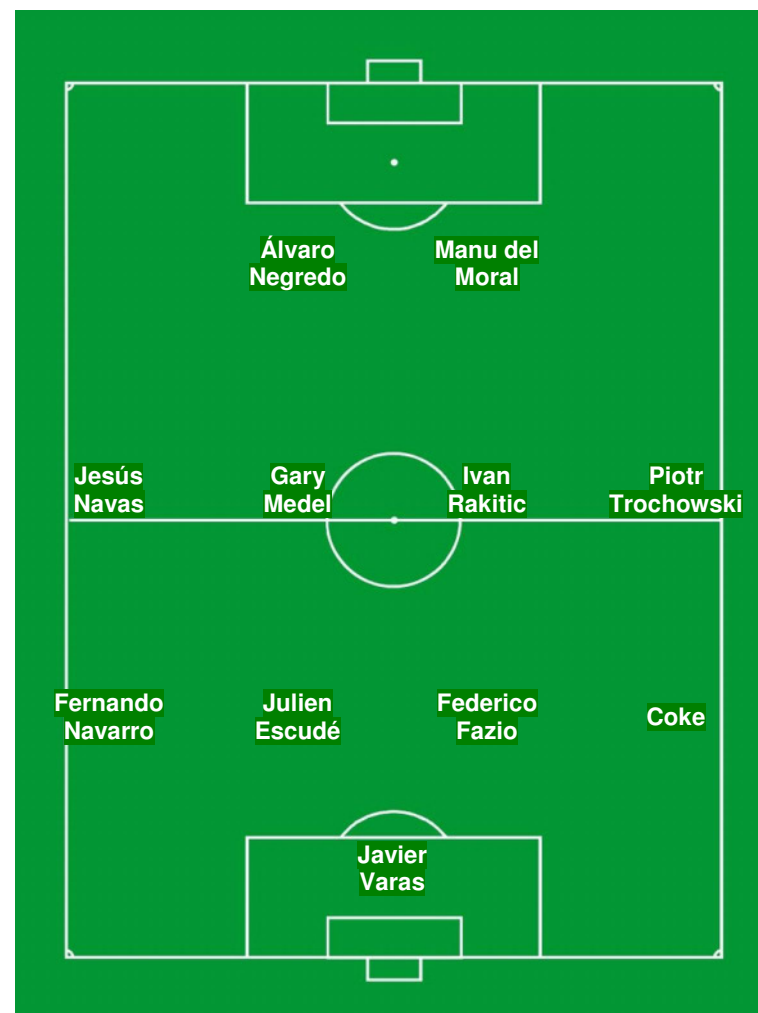 Álvaro
Negredo
Manu del
Moral
Jesús
Navas
Gary
Medel
Ivan
Rakitic
Piotr
Trochowski
Fernando
Navarro
Julien
Escudé
Federico
Fazio
Coke
Javier
Varas